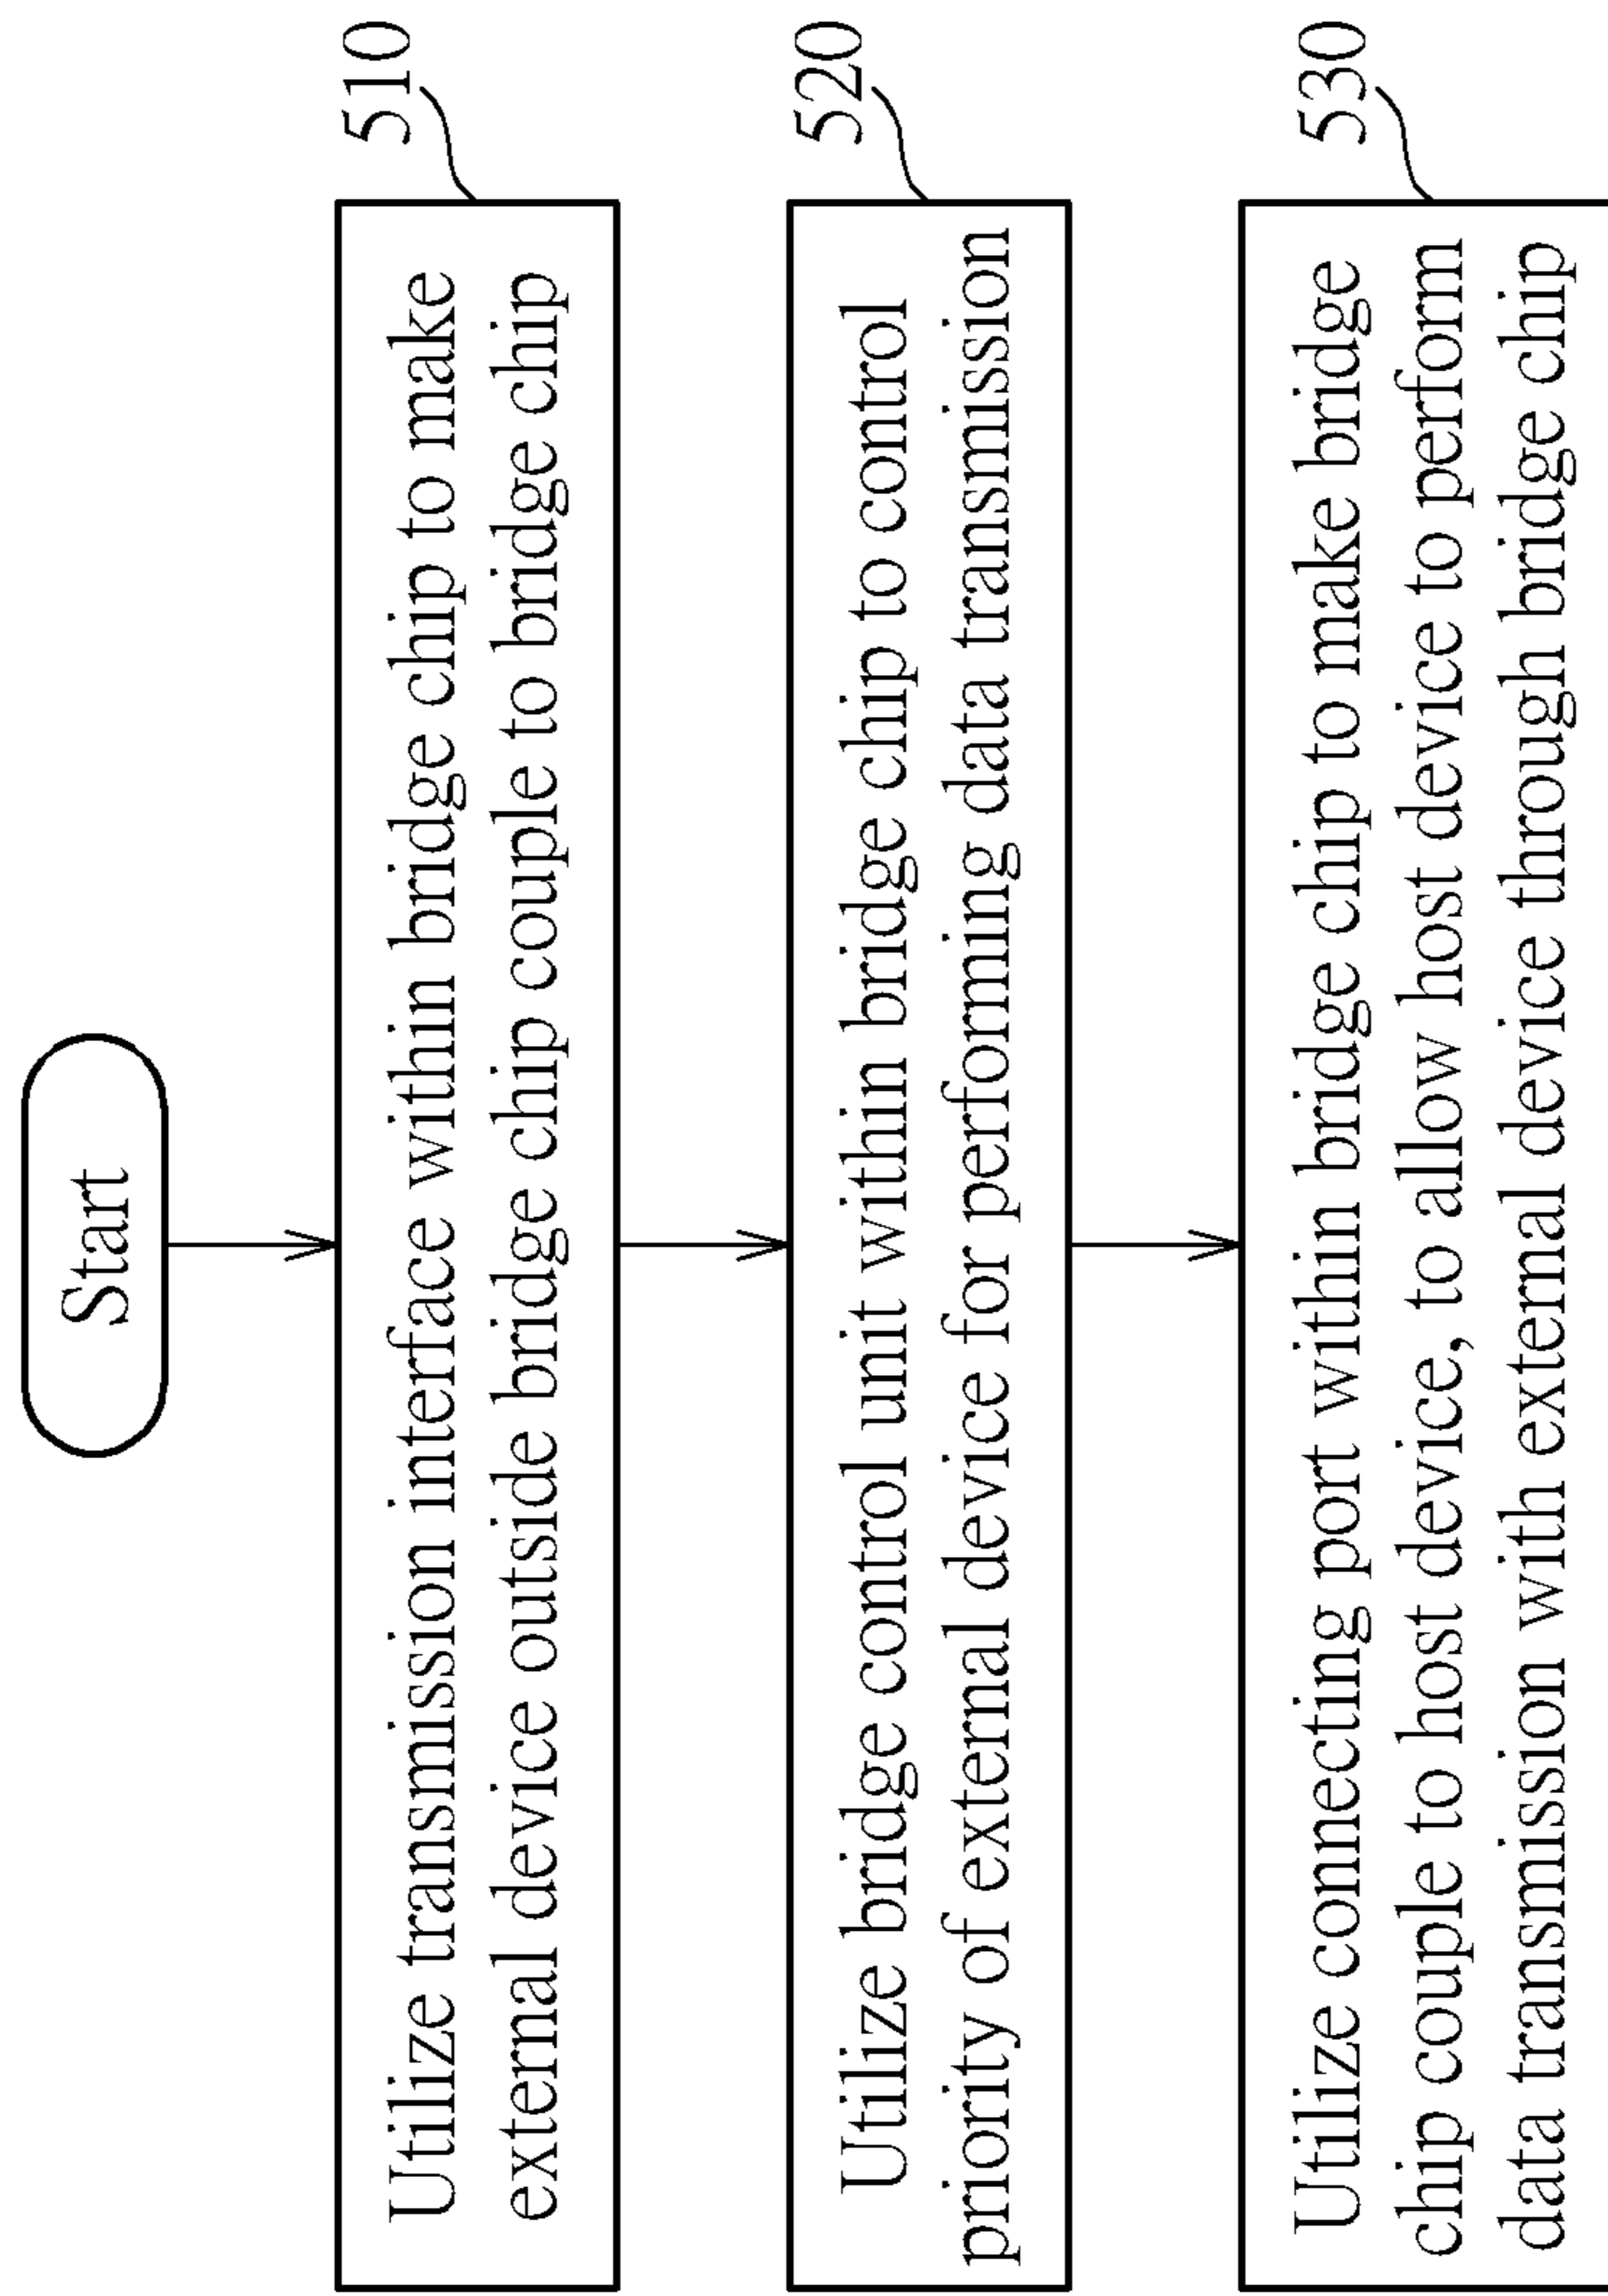 Start
510
Utilize transmission interface within bridge chip to make
external device outside bridge chip couple to bridge chip
520
Utilize bridge control unit within bridge chip to control
priority of external device for performing data transmission
530
Utilize connecting port within bridge chip to make bridge
chip couple to host device, to allow host device to perform
data transmission with external device through bridge chip